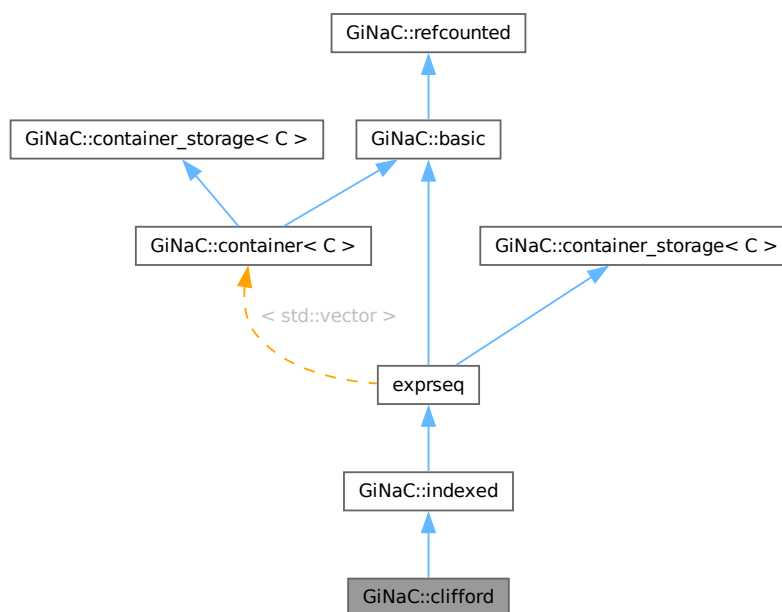 GiNaC::refcounted
GiNaC::container_storage< C >
GiNaC::basic
GiNaC::container< C >
GiNaC::container_storage< C >
< std::vector >
exprseq
GiNaC::indexed
GiNaC::clifford